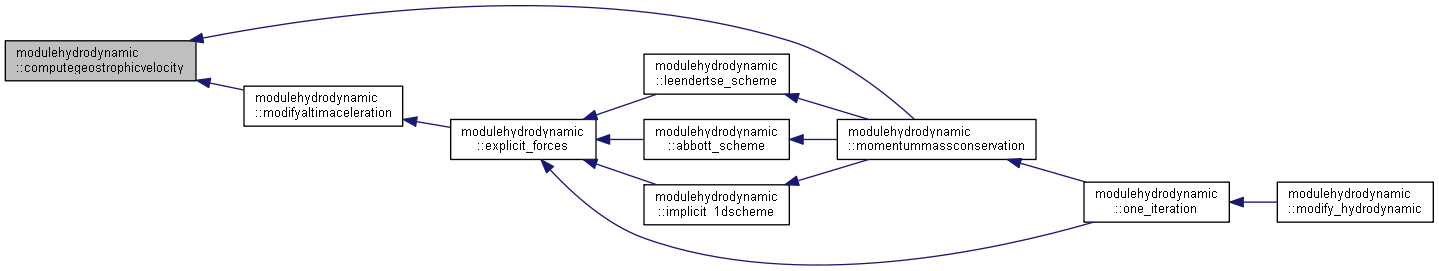 modulehydrodynamic
::computegeostrophicvelocity
modulehydrodynamic
::modifyaltimaceleration
modulehydrodynamic
::explicit_forces
modulehydrodynamic
::leendertse_scheme
modulehydrodynamic
::abbott_scheme
modulehydrodynamic
::implicit_1dscheme
modulehydrodynamic
::momentummassconservation
modulehydrodynamic
::one_iteration
modulehydrodynamic
::modify_hydrodynamic